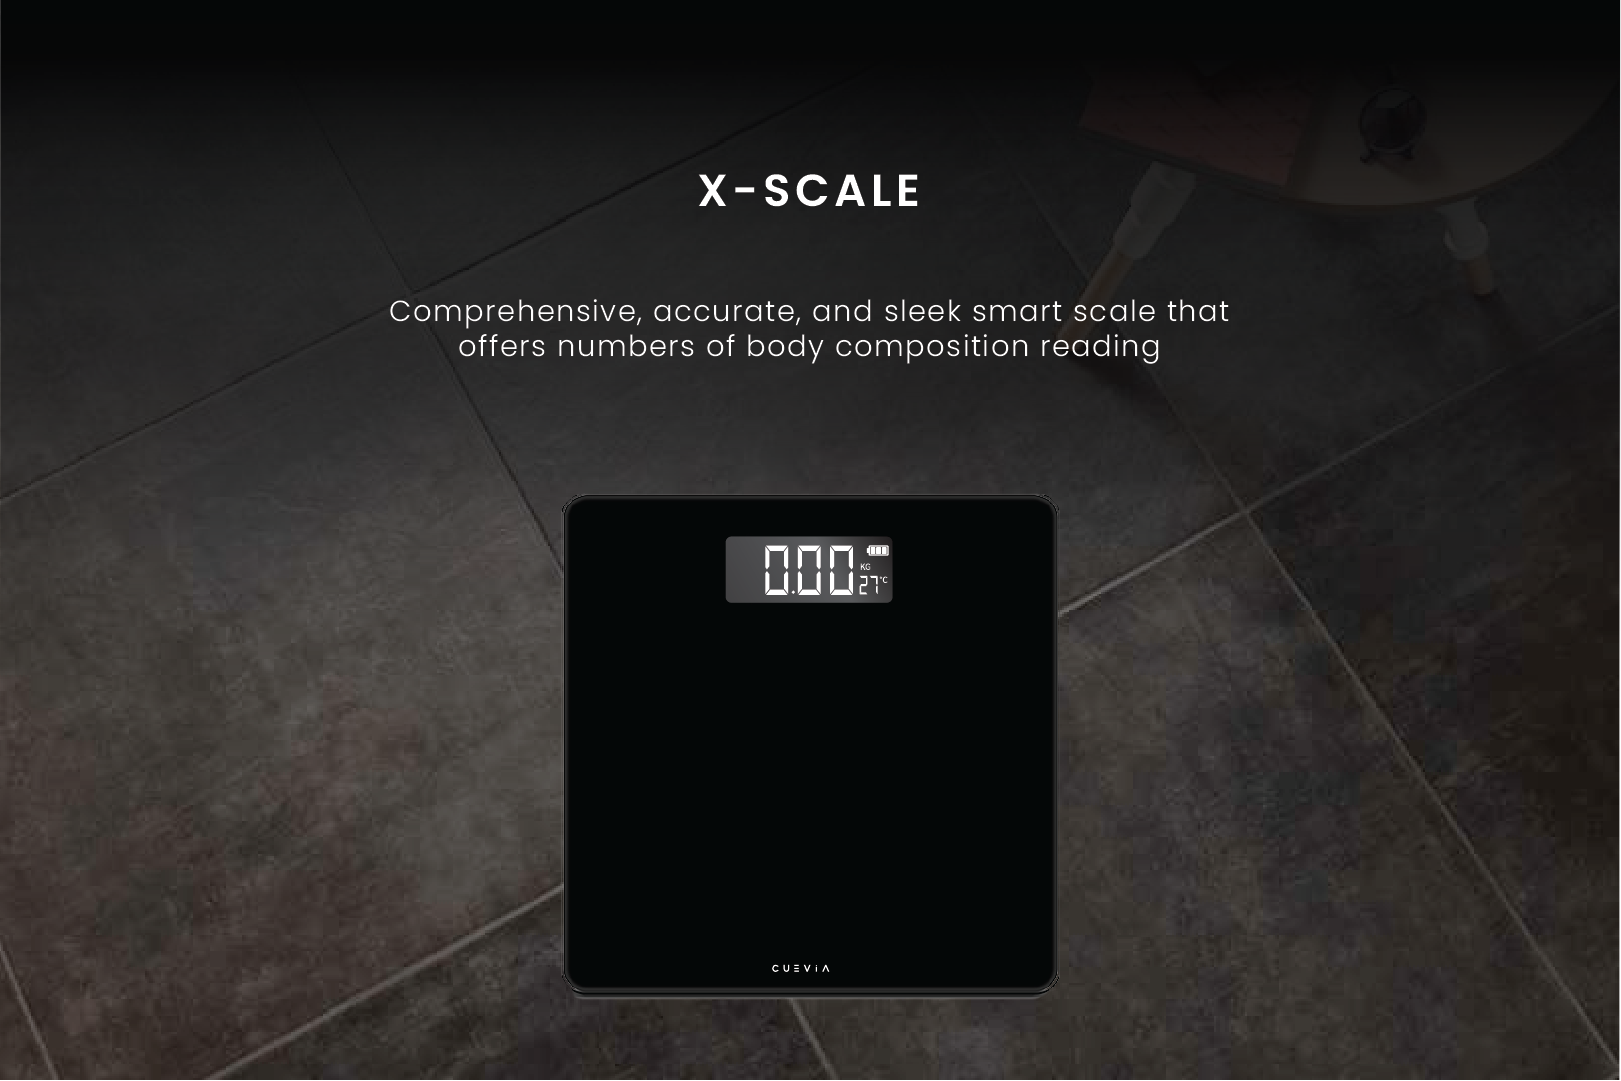 X-SCALE
Comprehensive, accurate, and sleek smart scale that
offers numbers of body composition reading
0.00
KG
27°C
CUEViA